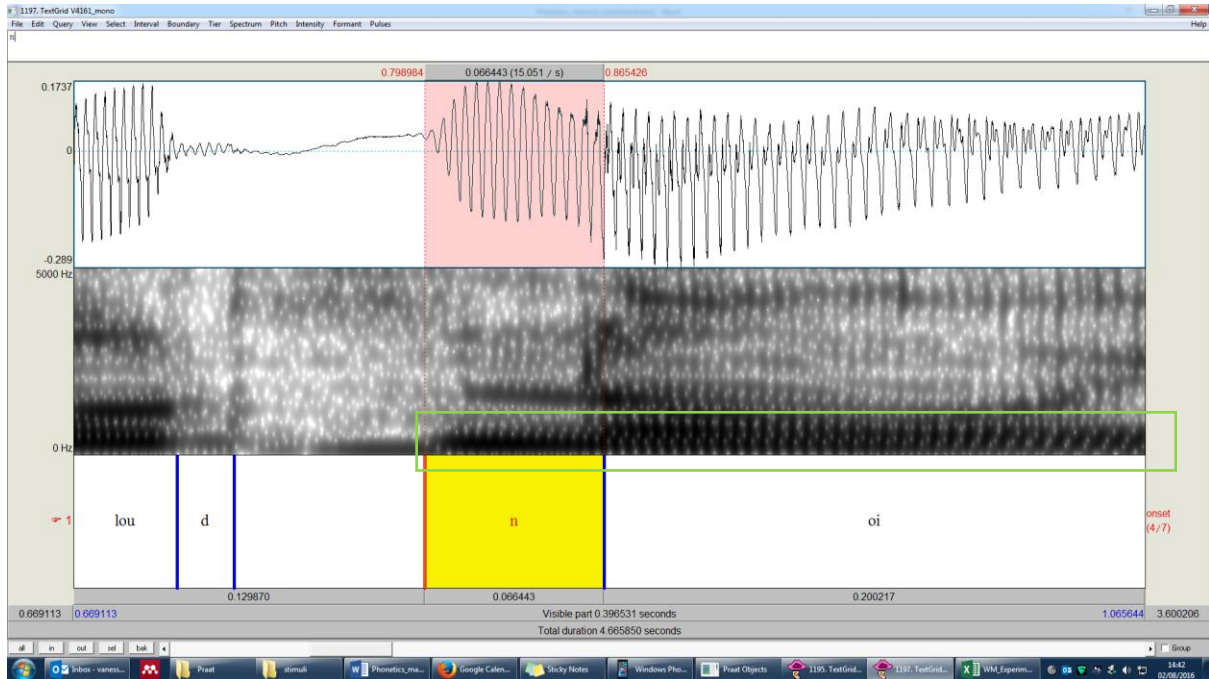 1197. TextGrid V4161_mono
File Edit Query View Select Interval Boundary Tier Spectrum Pitch Intensity Formant Pulses Help
n
0.798984 0.066443 (15.051 / s) 0.865426
0.1737
0
-0.289
5000 Hz
0 Hz
☞ 1 lou d n oi onset
(4/7)
0.129870 0.066443 0.200217
0.669113 0.669113 Visible part 0.396531 seconds 1.065644 3.600206
Total duration 4.665850 seconds
all in out sel bak Group
Inbox - vaness... Praat stimuli Phonetics_ma... Google Calen... Sticky Notes Windows Pho... Praat Objects 1195. TextGrid... 1197. TextGrid... WM_Experim... 14:42
02/08/2016